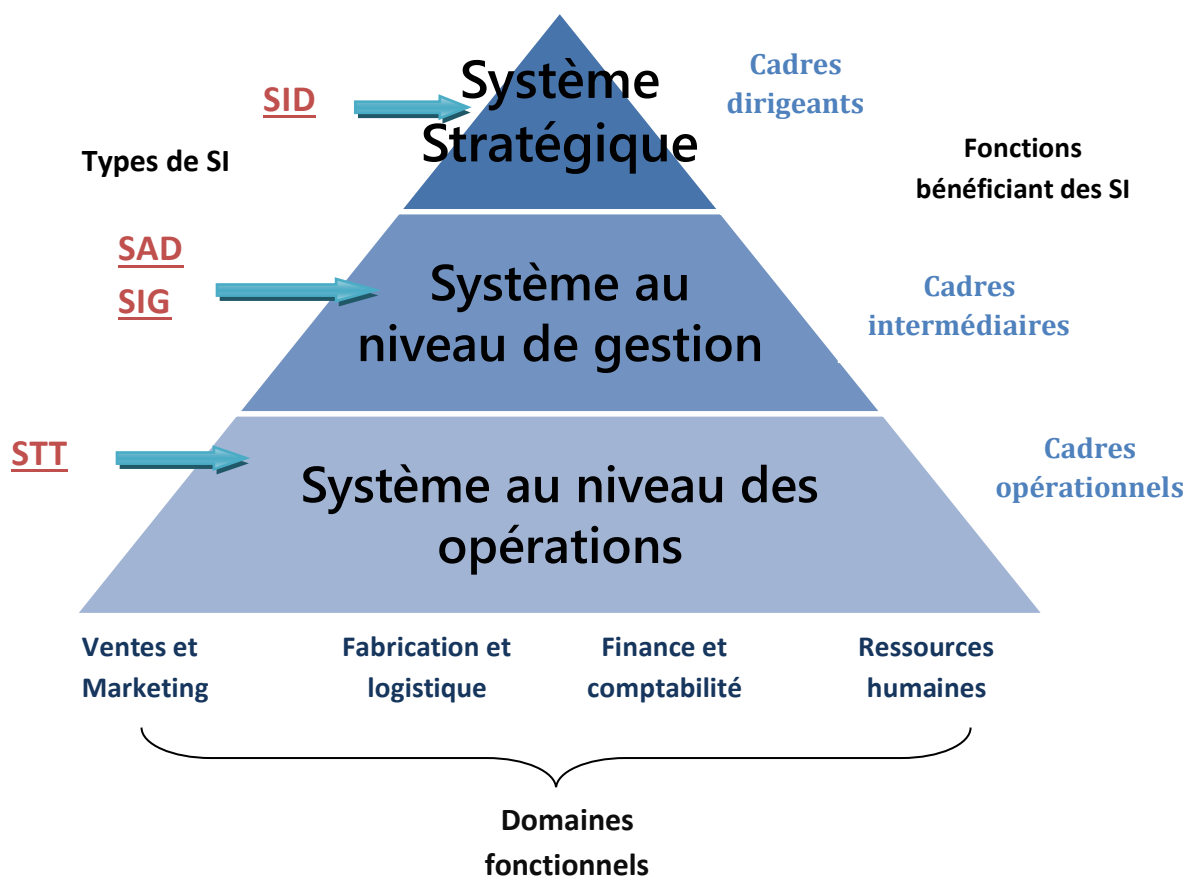 Système
Stratégique
SID
Cadres
dirigeants
Types de SI
Fonctions
bénéficiant des SI
SAD
SIG
Système au
niveau de gestion
Cadres
intermédiaires
STT
Système au niveau des
opérations
Cadres
opérationnels
Ventes et
Marketing
Fabrication et
logistique
Finance et
comptabilité
Ressources
humaines
Domaines
fonctionnels